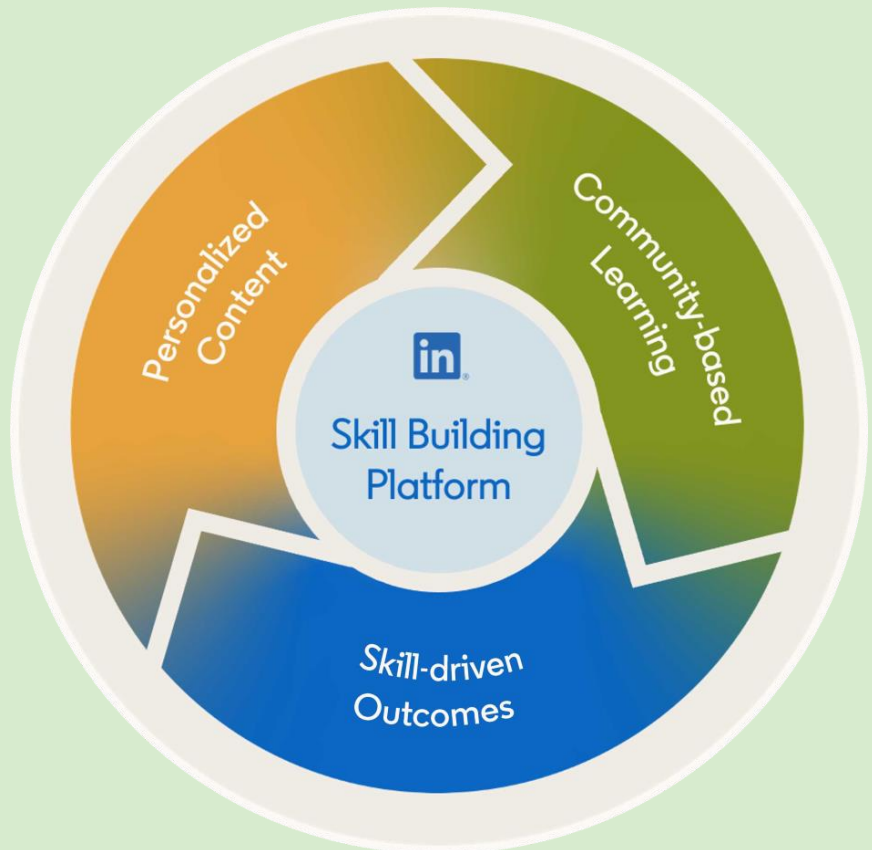 Personalized
Content
Community-based
Learning
in
Skill Building
Platform
Skill-driven
Outcomes